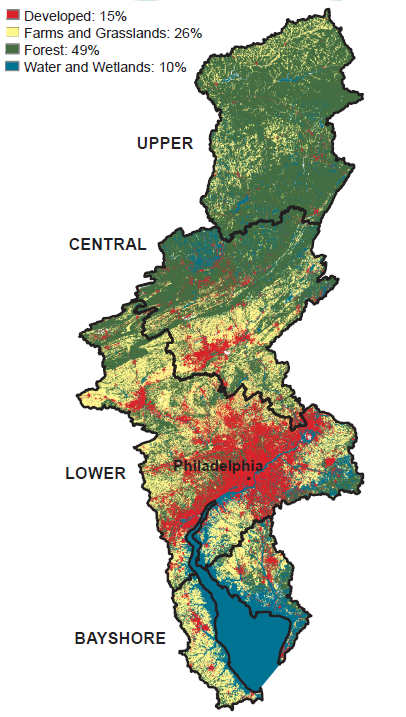 Developed: 15%
Farms and Grasslands: 26%
Forest: 49%
Water and Wetlands: 10%
UPPER
CENTRAL
LOWER
Philadelphia
BAYSHORE